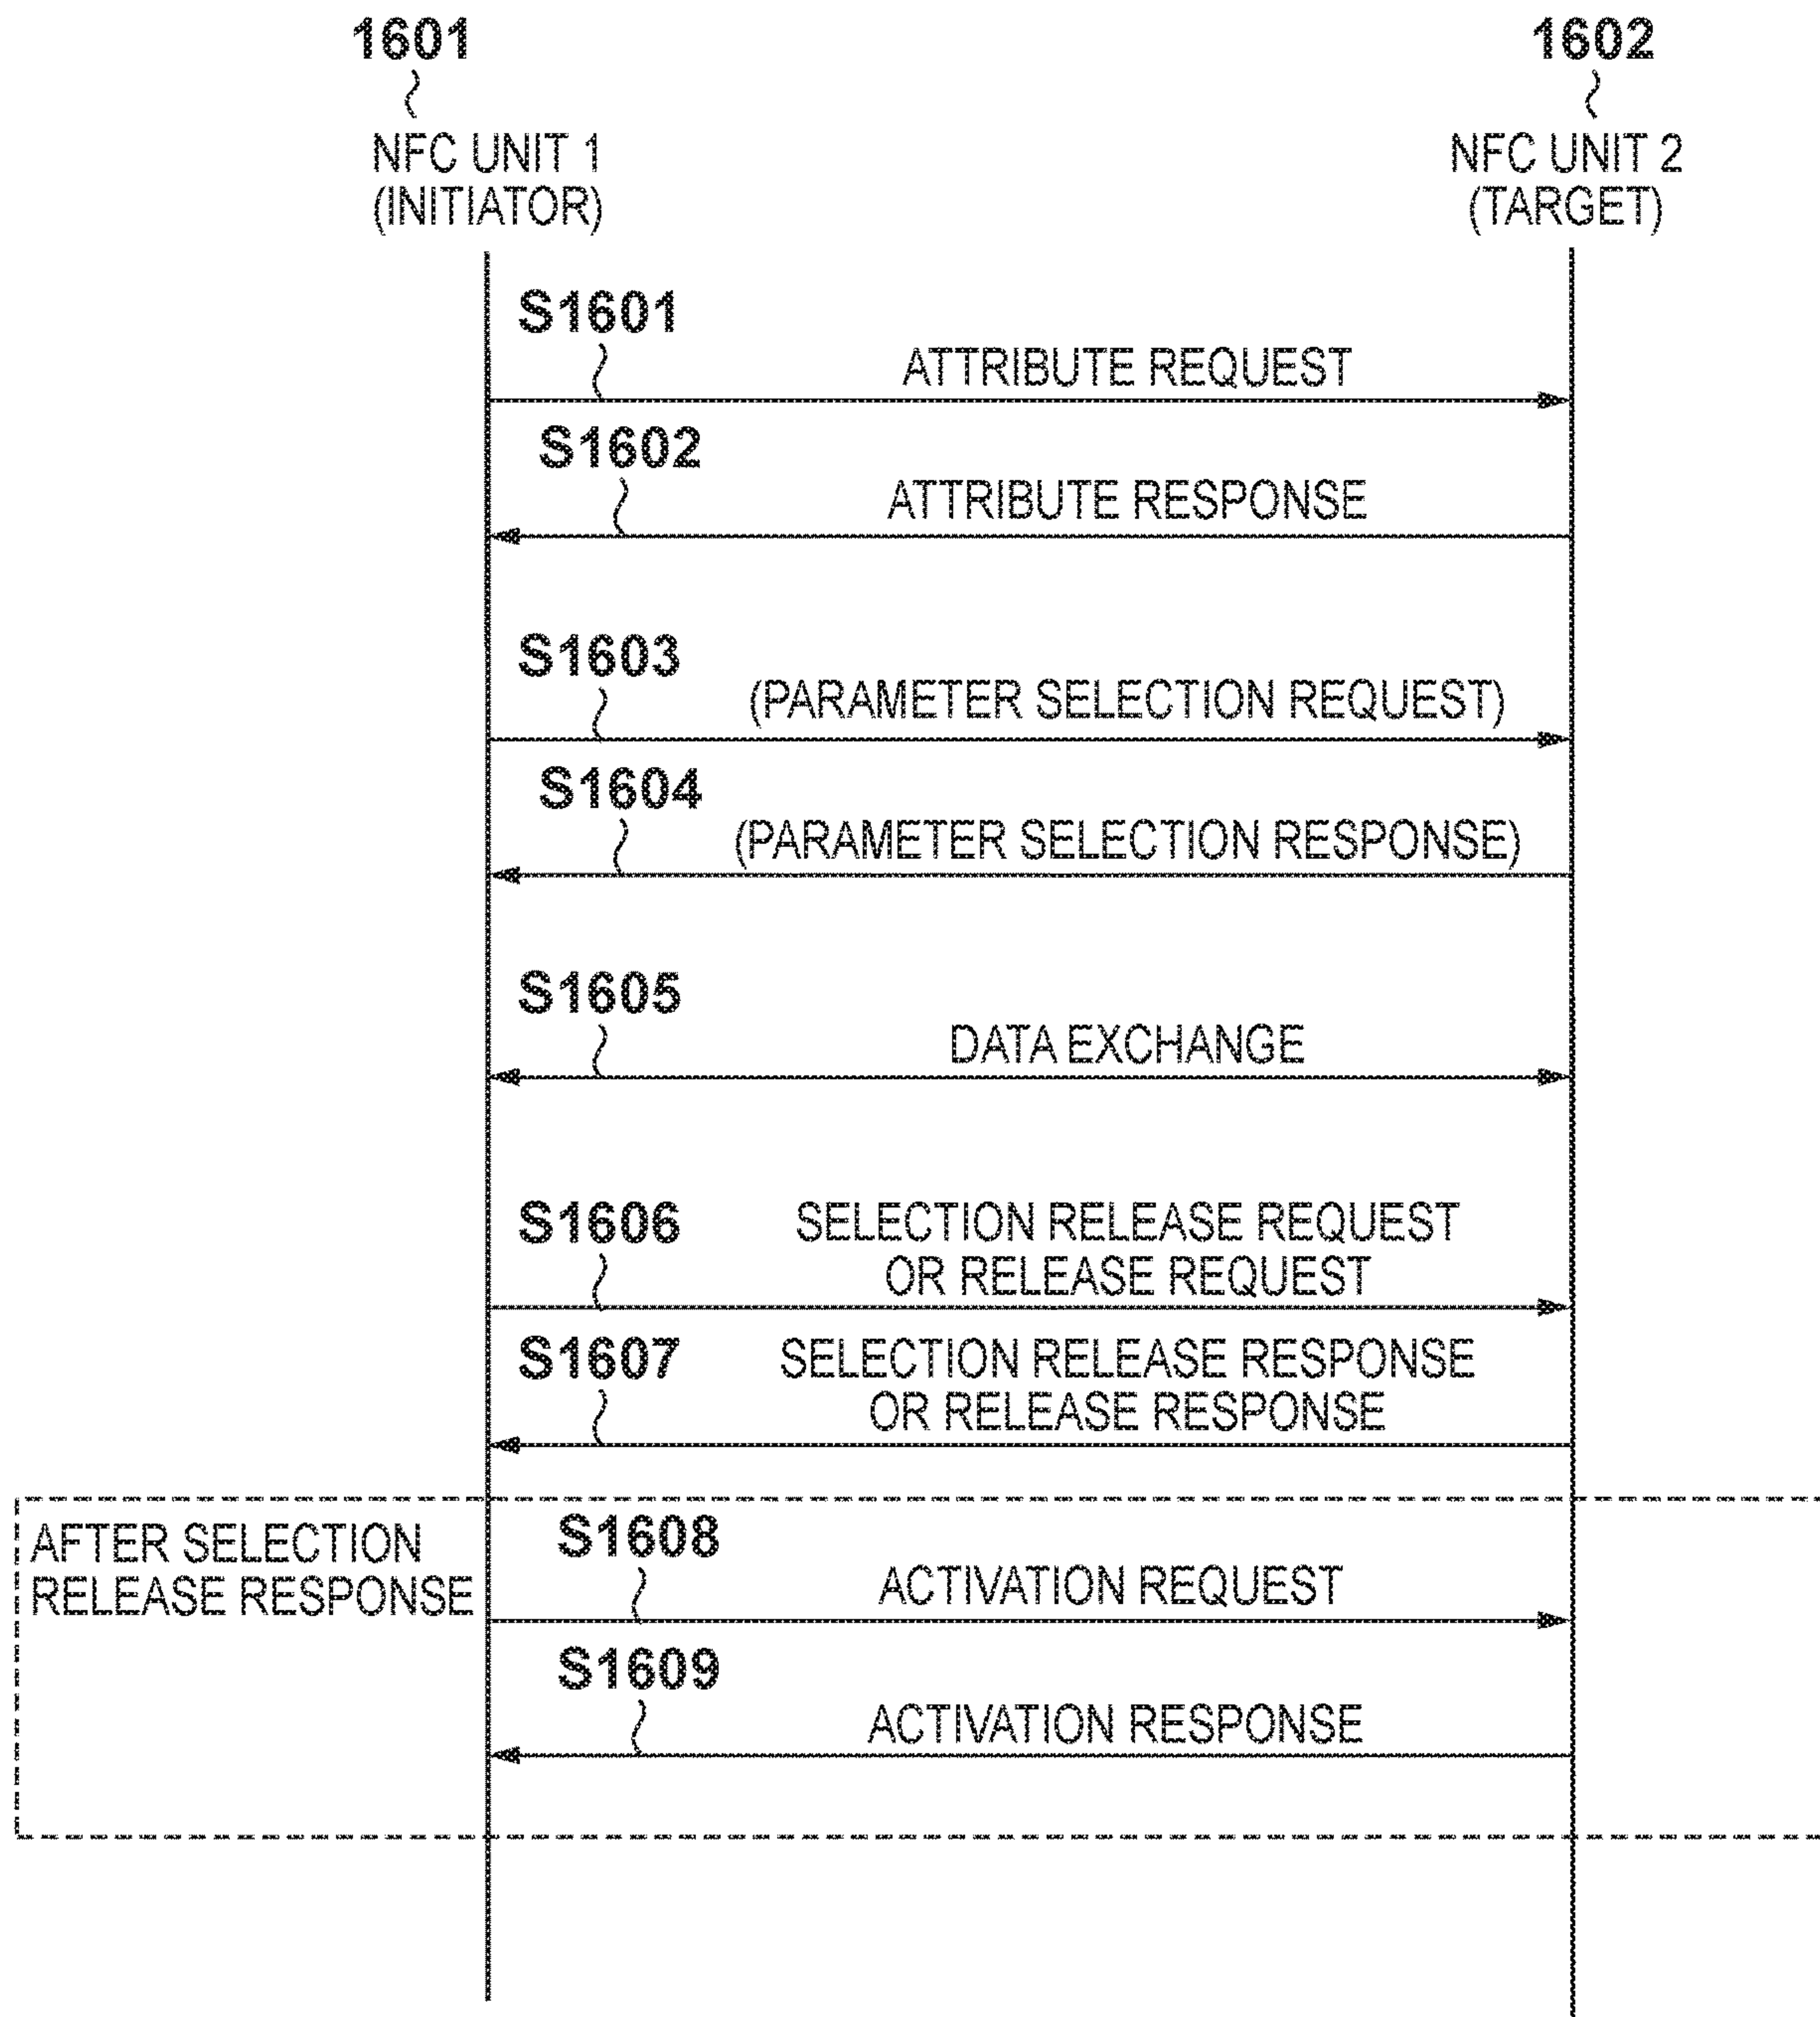 1601
1602
NFC UNIT 1
(INITIATOR)
NFC UNIT 2
(TARGET)
S1601
ATTRIBUTE REQUEST
S1602
ATTRIBUTE RESPONSE
S1603
(PARAMETER SELECTION REQUEST)
S1604
(PARAMETER SELECTION RESPONSE)
S1605
DATA EXCHANGE
S1606
SELECTION RELEASE REQUEST
OR RELEASE REQUEST
S1607
SELECTION RELEASE RESPONSE
OR RELEASE RESPONSE
AFTER SELECTION
RELEASE RESPONSE
S1608
ACTIVATION REQUEST
S1609
ACTIVATION RESPONSE